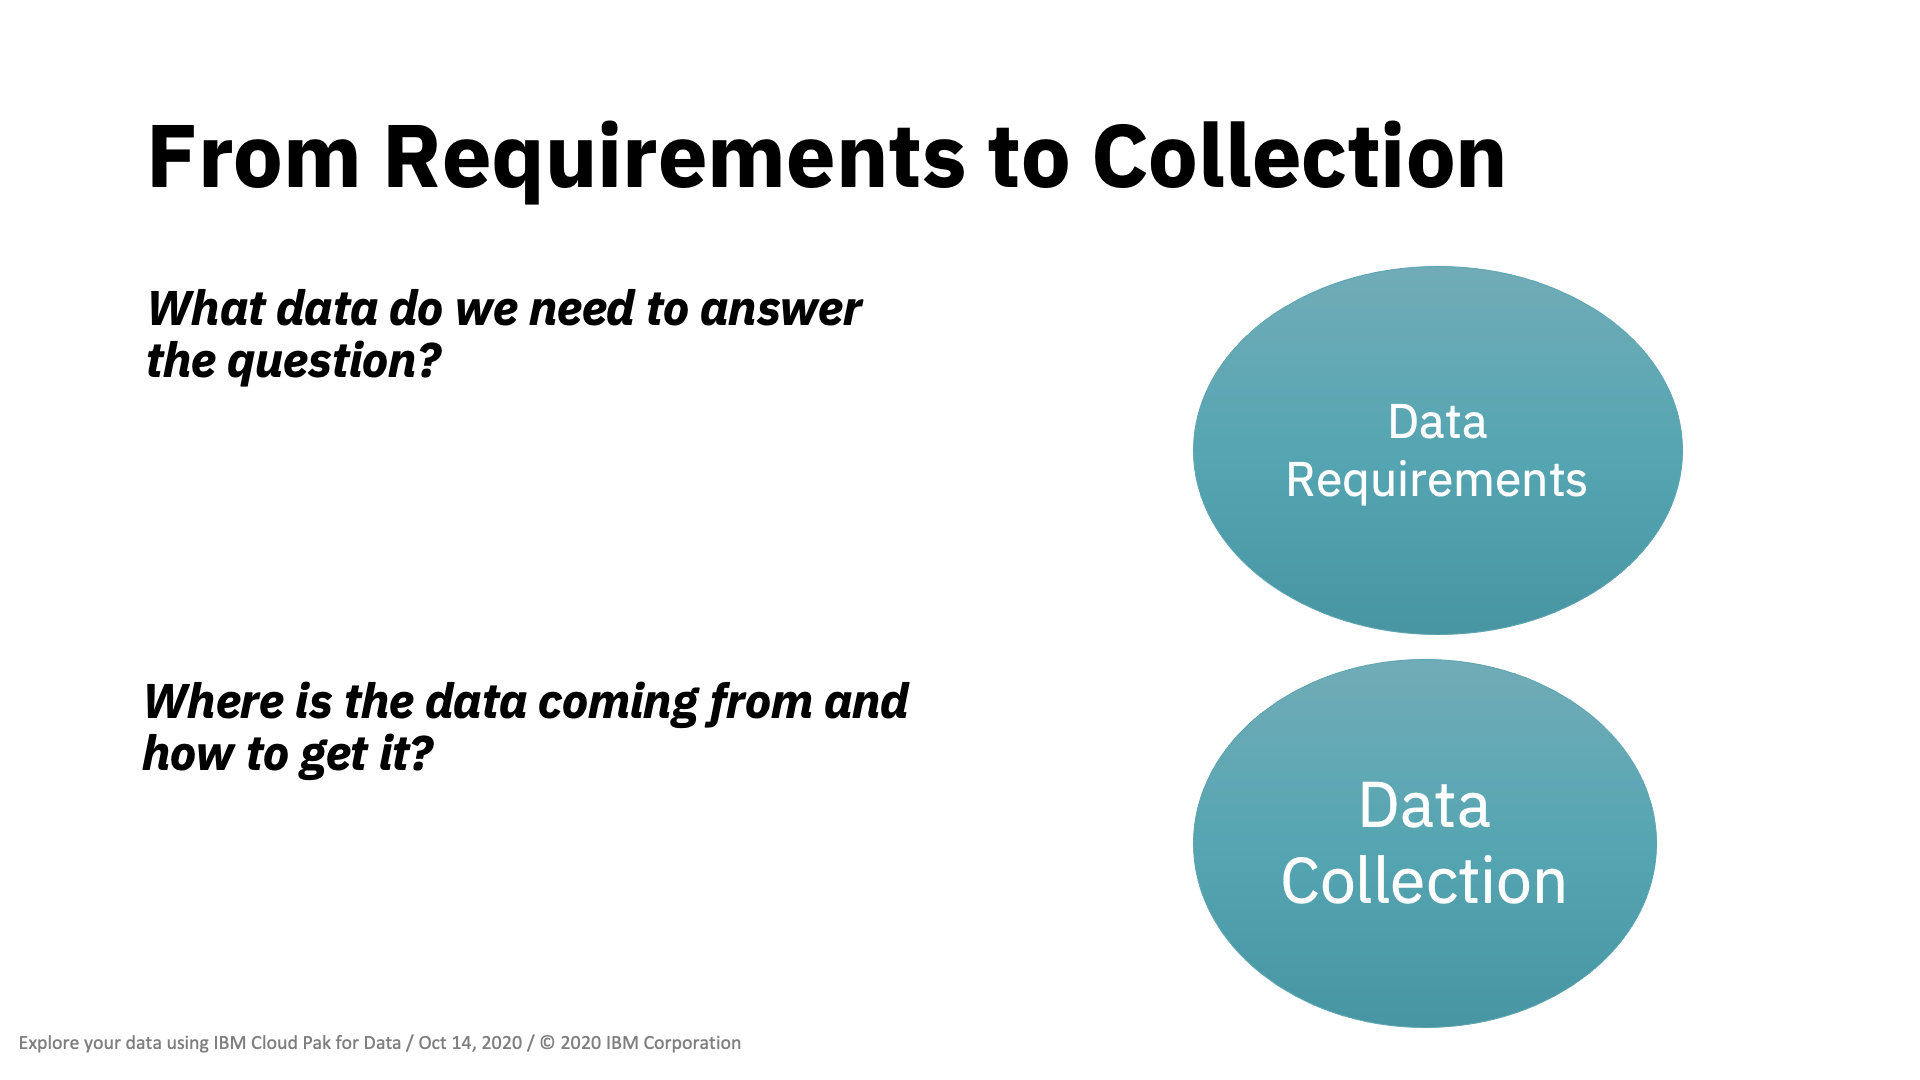 From Requirements to Collection
What data do we need to answer
the question?
Data
Requirements
Where is the data coming from and
how to get it?
Data
Collection
Explore your data using IBM Cloud Pak for Data / Oct 14, 2020 / © 2020 IBM Corporation